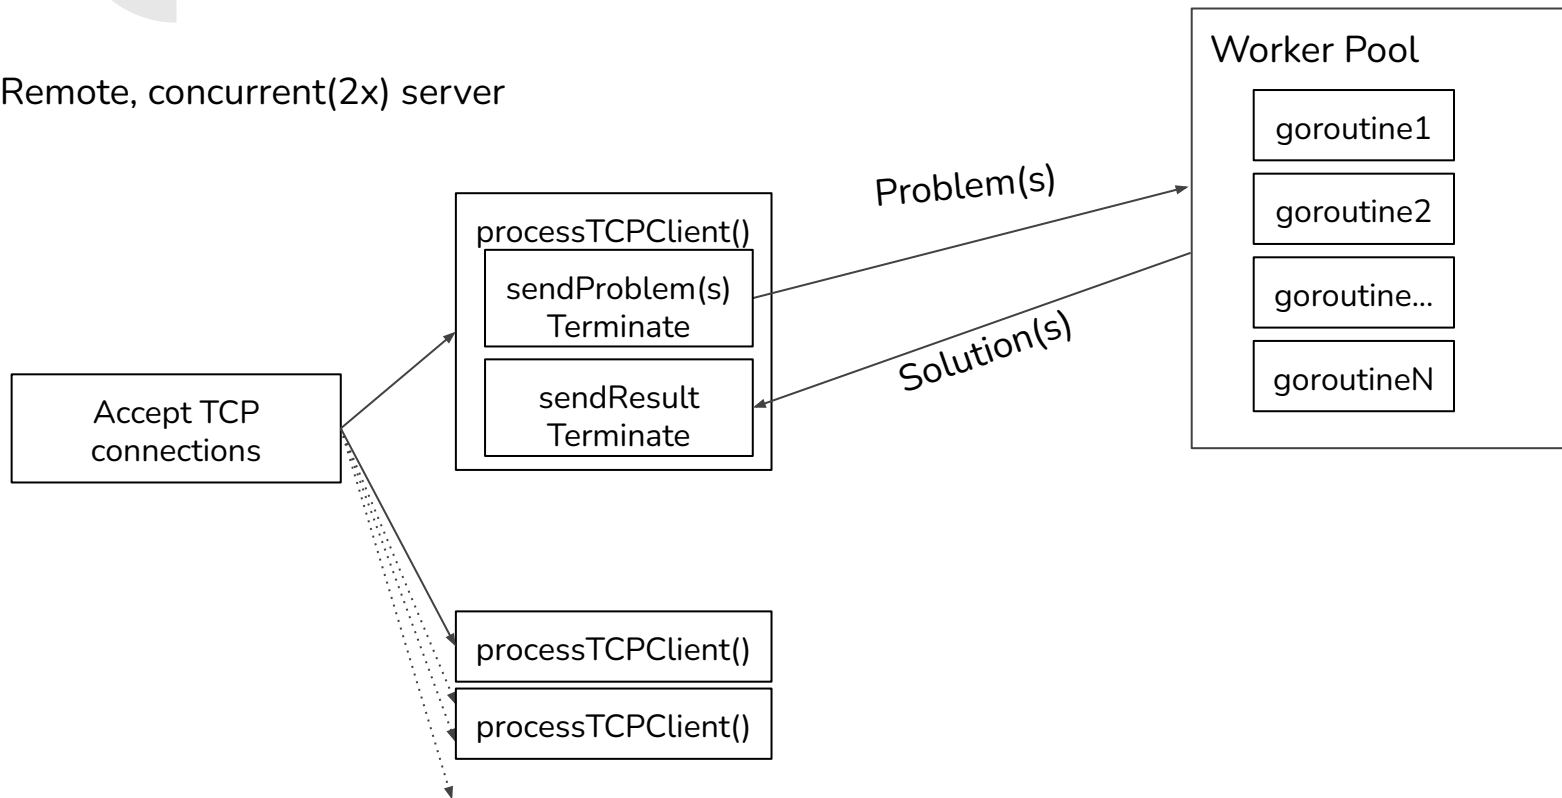 Remote, concurrent(2x) server
Accept TCP
connections
processTCPClient()
sendProblem(s)
Terminate
sendResult
Terminate
processTCPClient()
processTCPClient()
Problem(s)
Solution(s)
Worker Pool
goroutine1
goroutine2
goroutine...
goroutineN